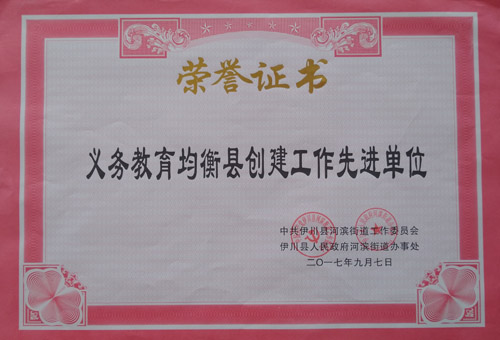 荣誉证书
义务教育均衡县创建工作先进单位
中共伊川县河滨街道工作委员会
伊川县人民政府河滨街道办事处
二〇一七年九月七日